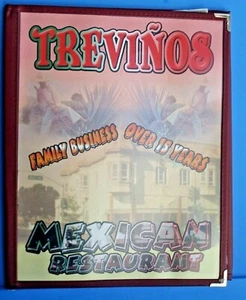 TREVIÑOS
FAMILY BUSINESS OVER 15 YEARS
MEXICAN
RESTAURANT